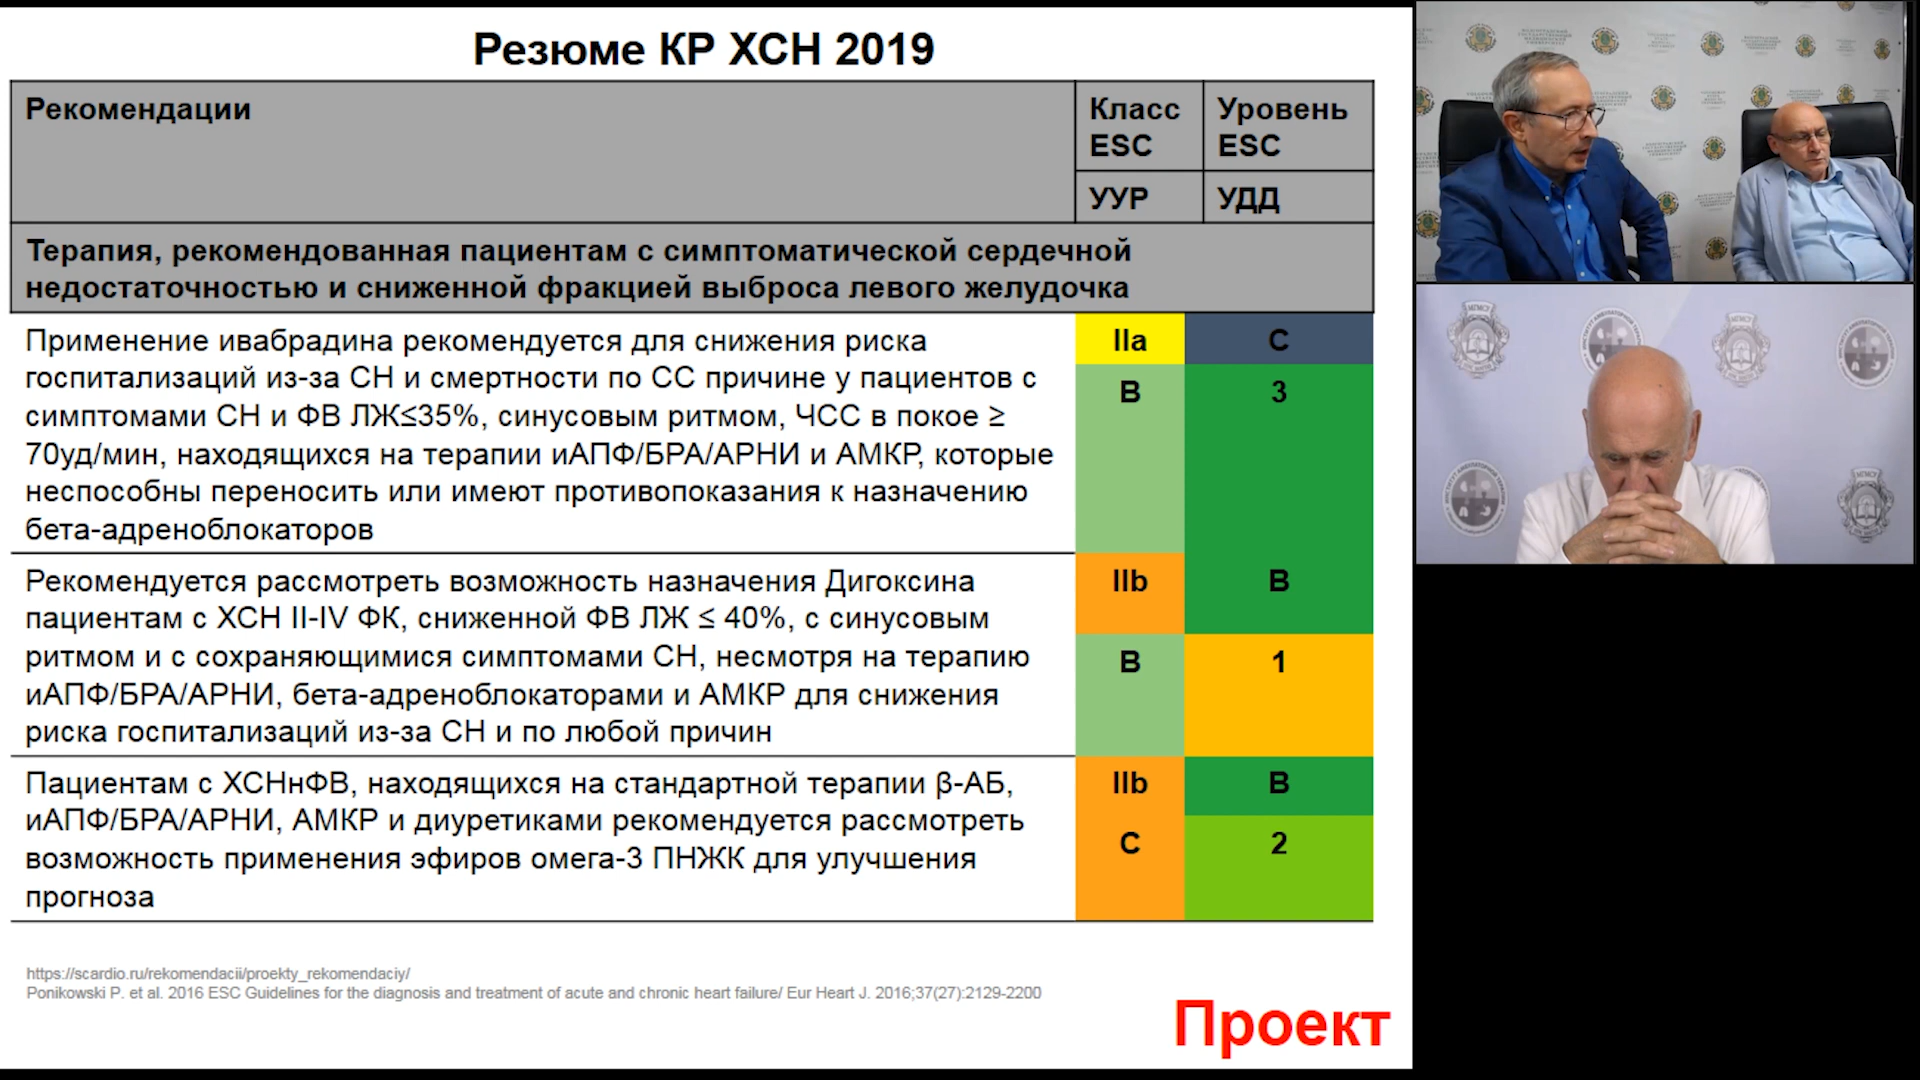 Резюме КР ХСН 2019
Рекомендации
Класс
ESC
Уровень
ESC
УУР
УДД
Терапия, рекомендованная пациентам с симптоматической сердечной
недостаточностью и сниженной фракцией выброса левого желудочка
Применение ивабрадина рекомендуется для снижения риска
госпитализаций из-за СН и смертности по СС причине у пациентов с
симптомами СН и ФВ ЛЖ≤35%, синусовым ритмом, ЧСС в покое ≥
70уд/мин, находящихся на терапии иАПФ/БРА/АРНИ и АМКР, которые
неспособны переносить или имеют противопоказания к назначению
бета-адреноблокаторов
IIa
C
B
3
Рекомендуется рассмотреть возможность назначения Дигоксина
пациентам с ХСН II-IV ФК, сниженной ФВ ЛЖ ≤ 40%, с синусовым
ритмом и с сохраняющимися симптомами СН, несмотря на терапию
иАПФ/БРА/АРНИ, бета-адреноблокаторами и АМКР для снижения
риска госпитализаций из-за СН и по любой причин
IIb
B
B
1
Пациентам с ХСНнФВ, находящихся на стандартной терапии β-АБ,
иАПФ/БРА/АРНИ, АМКР и диуретиками рекомендуется рассмотреть
возможность применения эфиров омега-3 ПНЖК для улучшения
прогноза
IIb
B
C
2
https://scardio.ru/rekomendacii/proekty_rekomendaciy/
Ponikowski P. et al. 2016 ESC Guidelines for the diagnosis and treatment of acute and chronic heart failure/ Eur Heart J. 2016;37(27):2129-2200
Проект